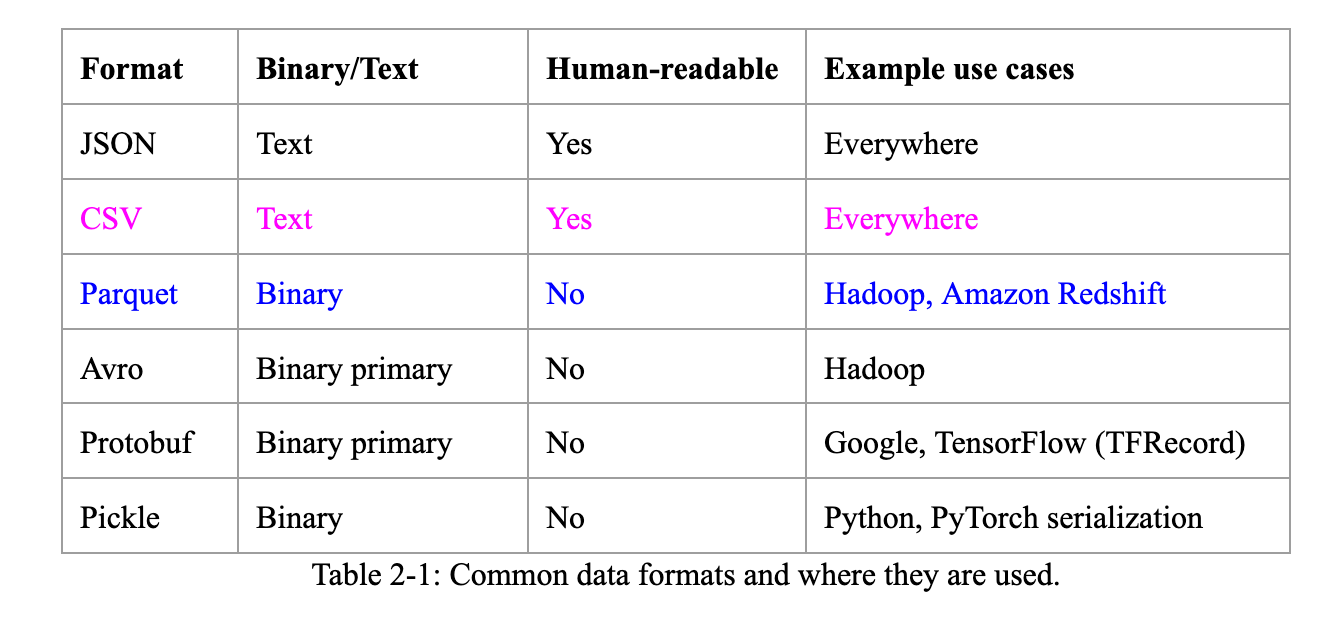 Format Binary/Text Human-readable Example use cases
JSON Text Yes Everywhere
CSV Text Yes Everywhere
Parquet Binary No Hadoop, Amazon Redshift
Avro Binary primary No Hadoop
Protobuf Binary primary No Google, TensorFlow (TFRecord)
Pickle Binary No Python, PyTorch serialization
Table 2-1: Common data formats and where they are used.